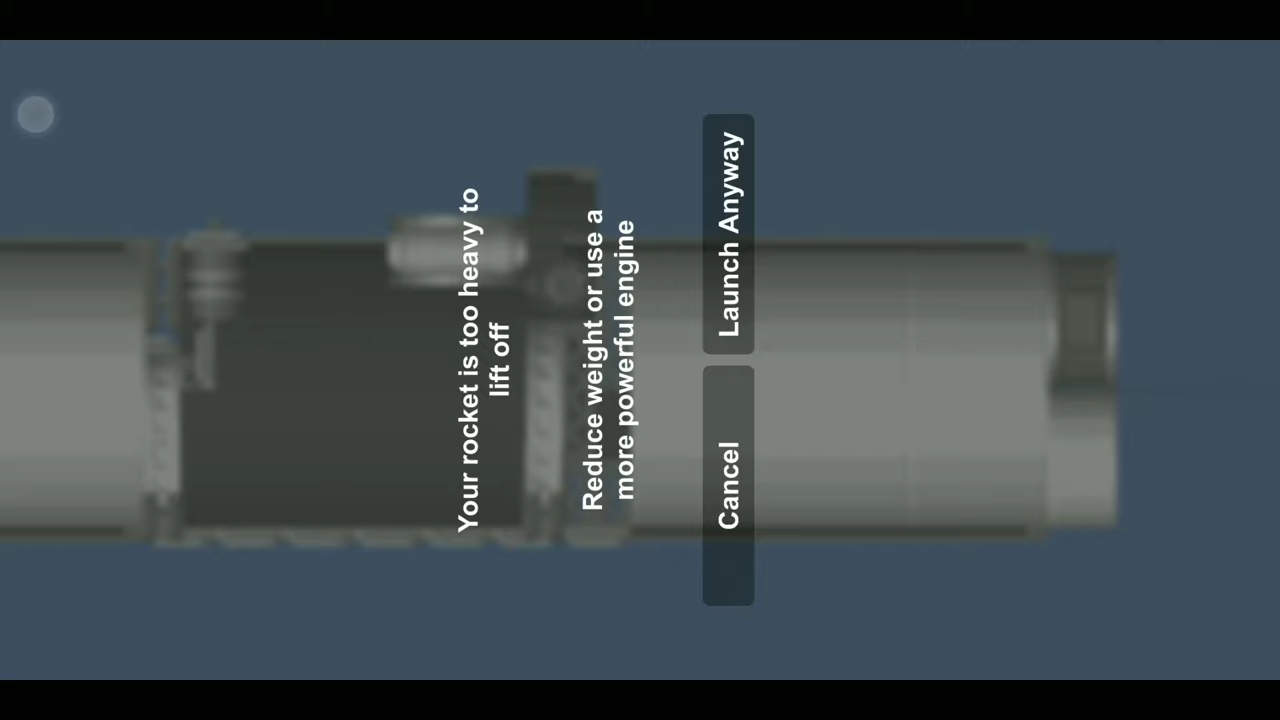 Your rocket is too heavy to
lift off
Reduce weight or use a
more powerful engine
Cancel
Launch Anyway